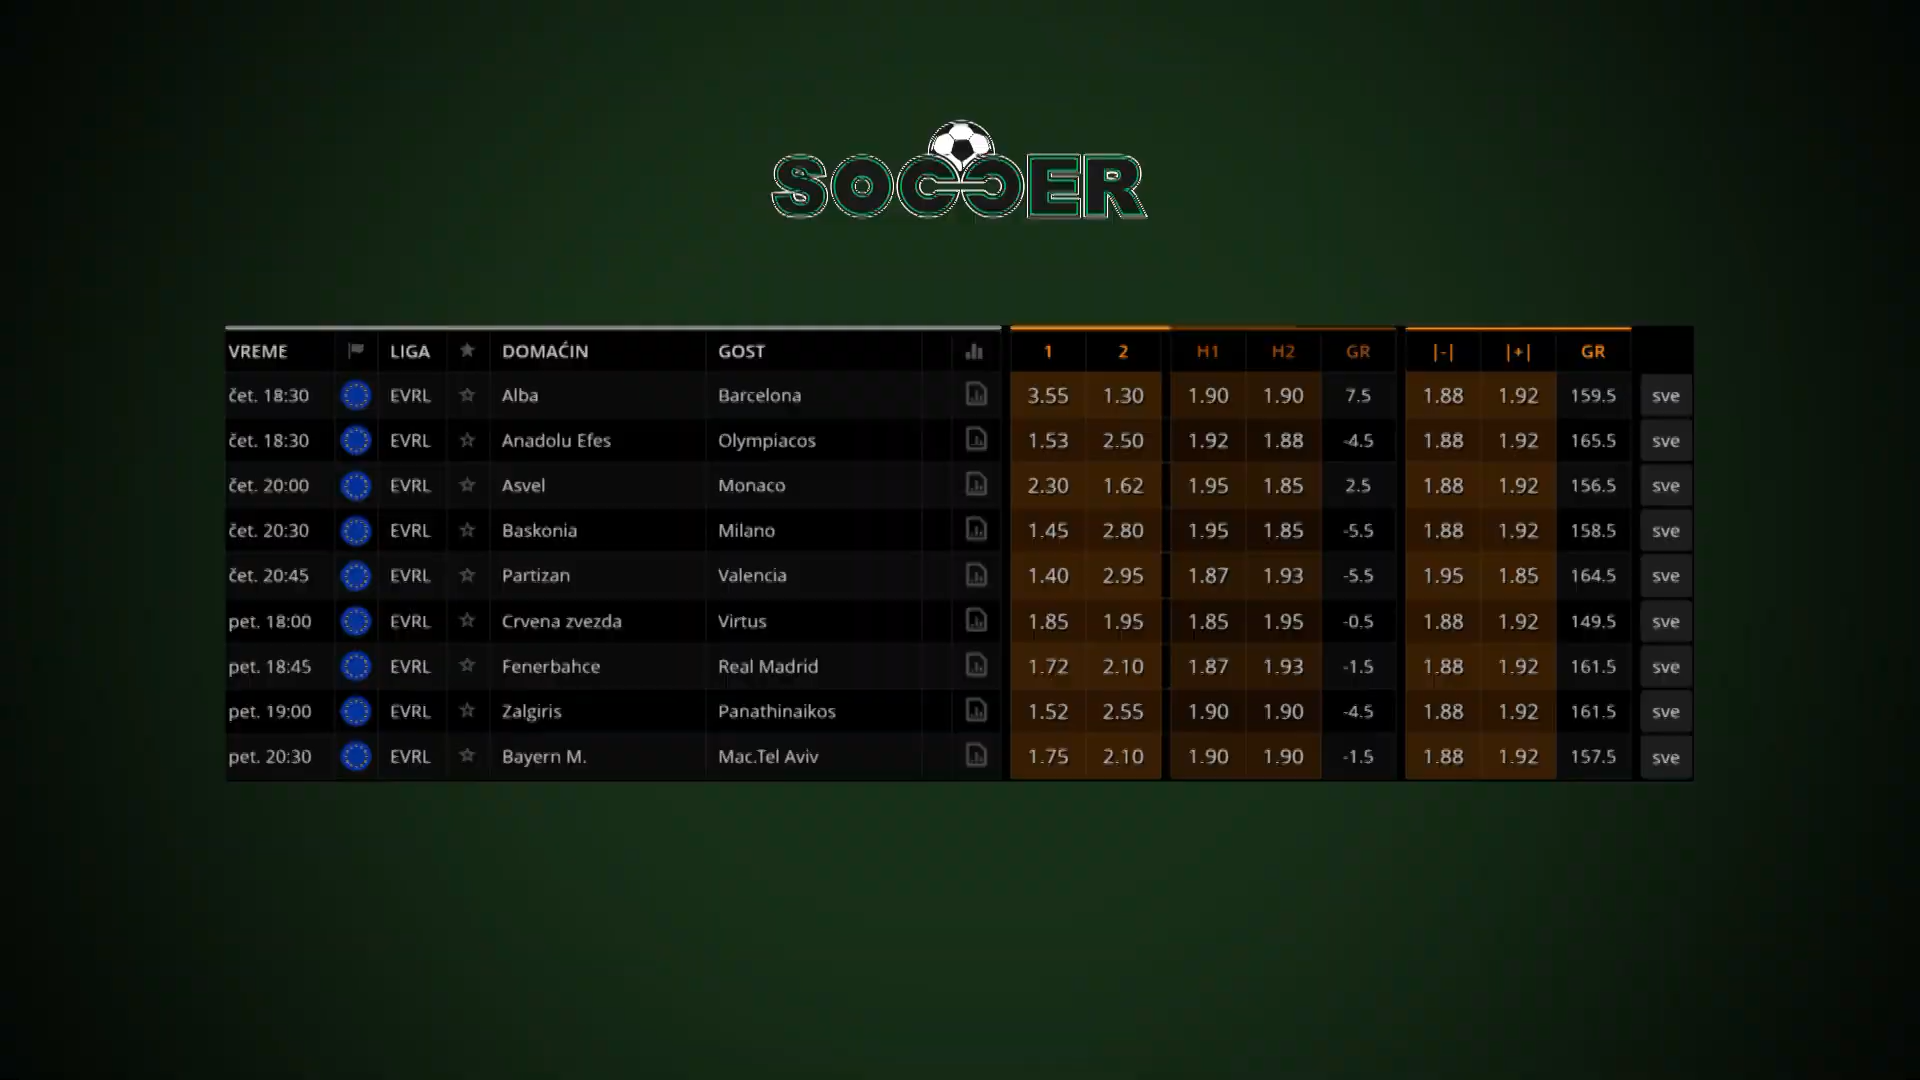 SOCCER
VREME LIGA DOMAĆIN GOST 1 2 H1 H2 GR |-| |+| GR
čet. 18:30 EVRL Alba Barcelona 3.55 1.30 1.90 1.90 7.5 1.88 1.92 159.5 sve
čet. 18:30 EVRL Anadolu Efes Olympiacos 1.53 2.50 1.92 1.88 -4.5 1.88 1.92 165.5 sve
čet. 20:00 EVRL Asvel Monaco 2.30 1.62 1.95 1.85 2.5 1.88 1.92 156.5 sve
čet. 20:30 EVRL Baskonia Milano 1.45 2.80 1.95 1.85 -5.5 1.88 1.92 158.5 sve
čet. 20:45 EVRL Partizan Valencia 1.40 2.95 1.87 1.93 -5.5 1.95 1.85 164.5 sve
pet. 18:00 EVRL Crvena zvezda Virtus 1.85 1.95 1.85 1.95 -0.5 1.88 1.92 149.5 sve
pet. 18:45 EVRL Fenerbahce Real Madrid 1.72 2.10 1.87 1.93 -1.5 1.88 1.92 161.5 sve
pet. 19:00 EVRL Zalgiris Panathinaikos 1.52 2.55 1.90 1.90 -4.5 1.88 1.92 161.5 sve
pet. 20:30 EVRL Bayern M. Mac.Tel Aviv 1.75 2.10 1.90 1.90 -1.5 1.88 1.92 157.5 sve